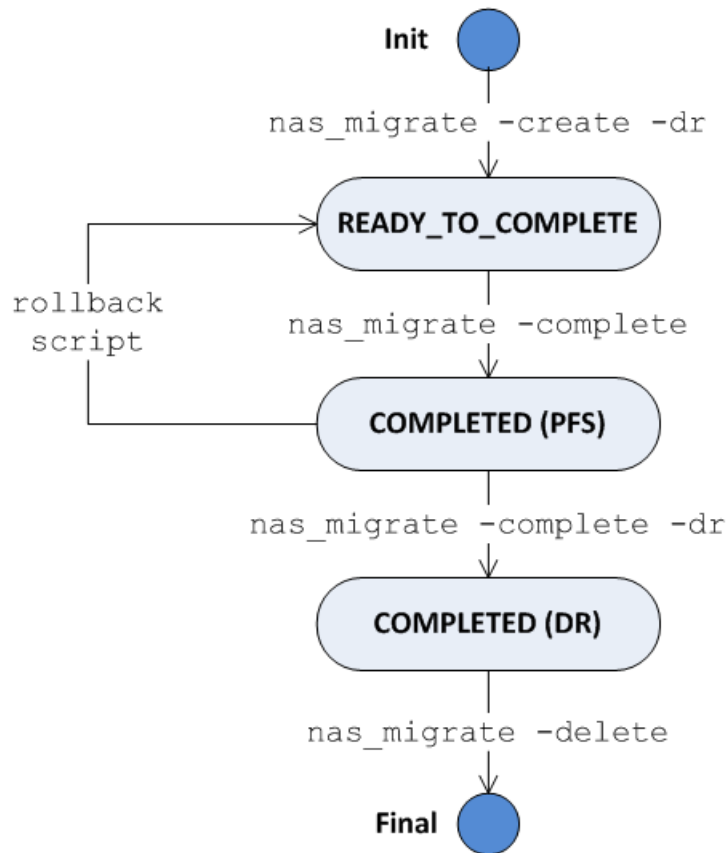 Init
nas_migrate -create -dr
READY_TO_COMPLETE
rollback
script
nas_migrate -complete
COMPLETED (PFS)
nas_migrate -complete -dr
COMPLETED (DR)
nas_migrate -delete
Final